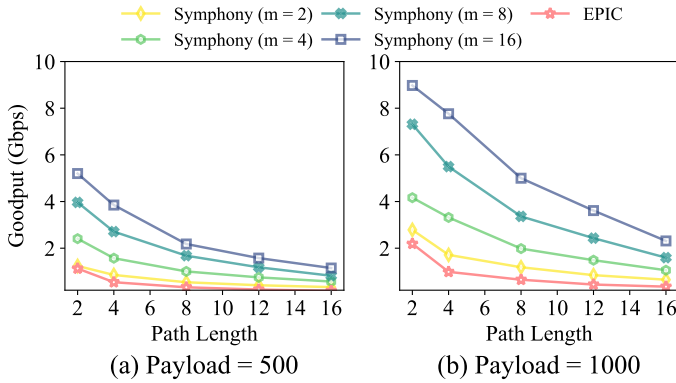 Symphony (m = 2) Symphony (m = 8) EPIC
Symphony (m = 4) Symphony (m = 16)
Goodput (Gbps)
10
8
6
4
2
2 4 6 8 10 12 14 16
Path Length
(a) Payload = 500
10
8
6
4
2
2 4 6 8 10 12 14 16
Path Length
(b) Payload = 1000